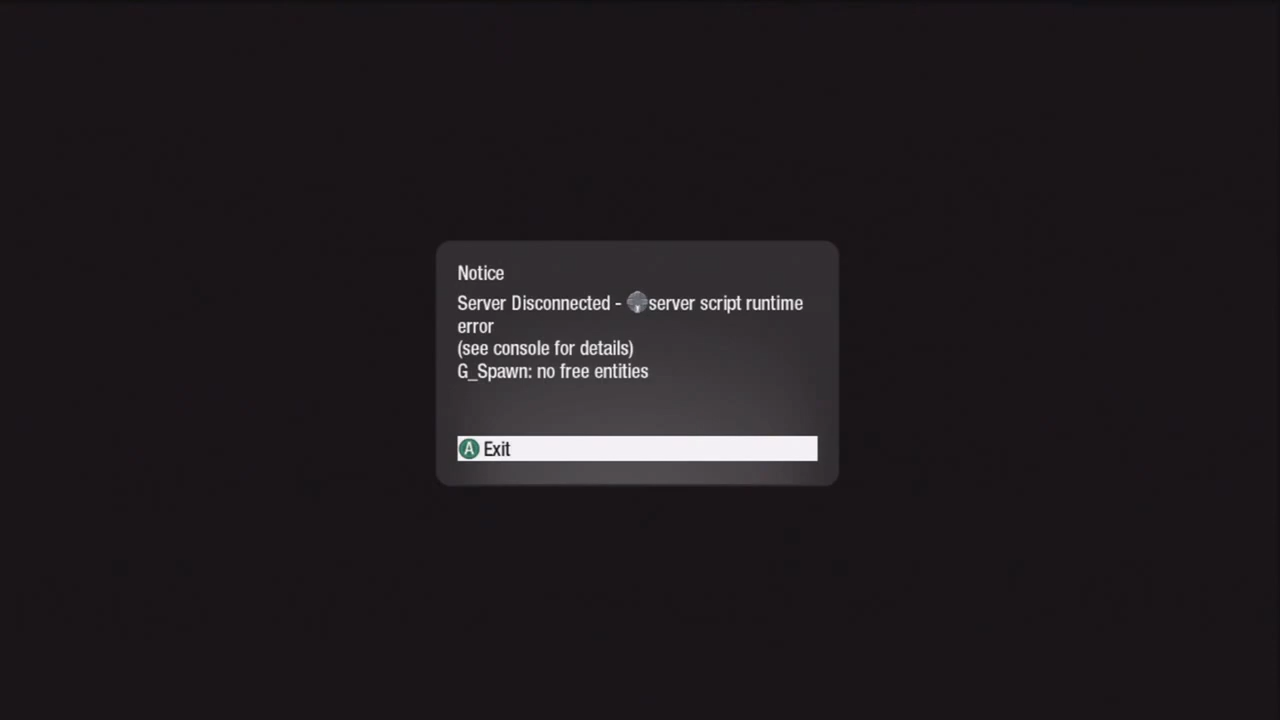 Notice
Server Disconnected - server script runtime
error
(see console for details)
G_Spawn: no free entities
A Exit